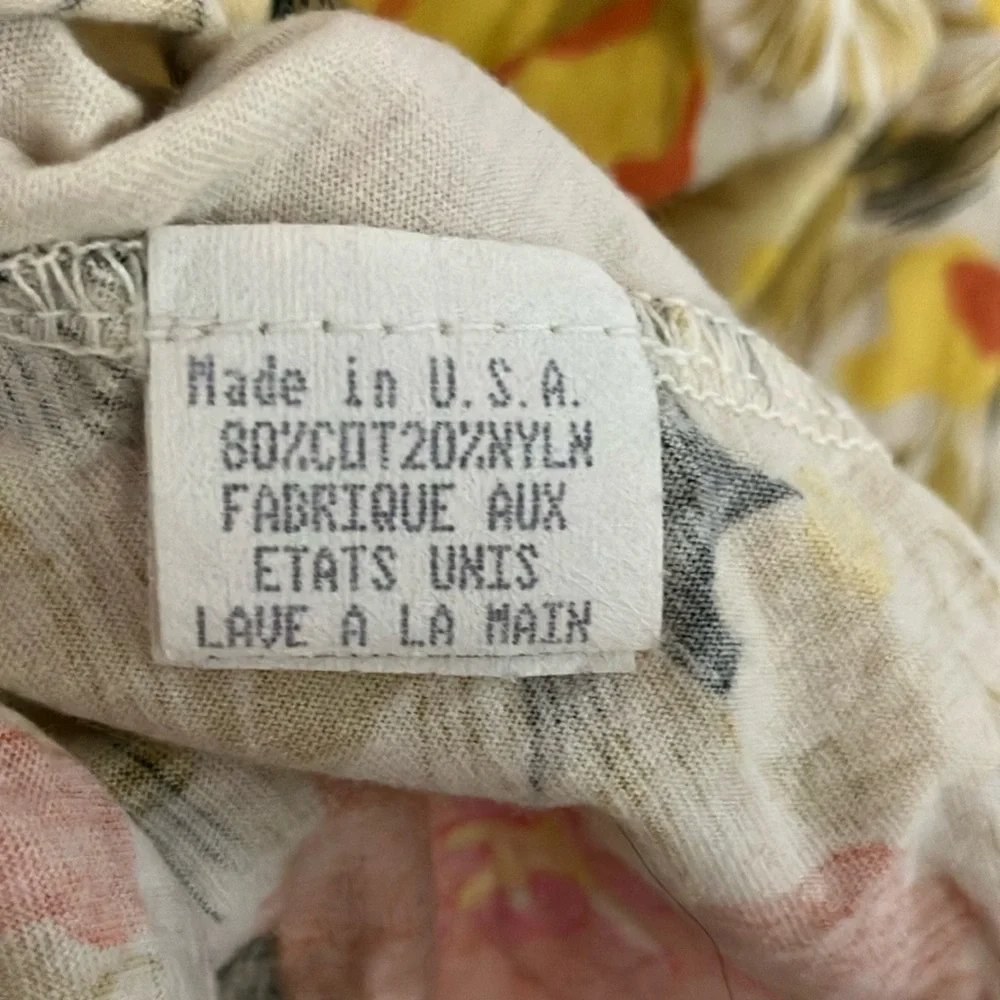 Made in U.S.A.
80%COT20%NYLN
FABRIQUE AUX
ETATS UNIS
LAVE A LA MAIN